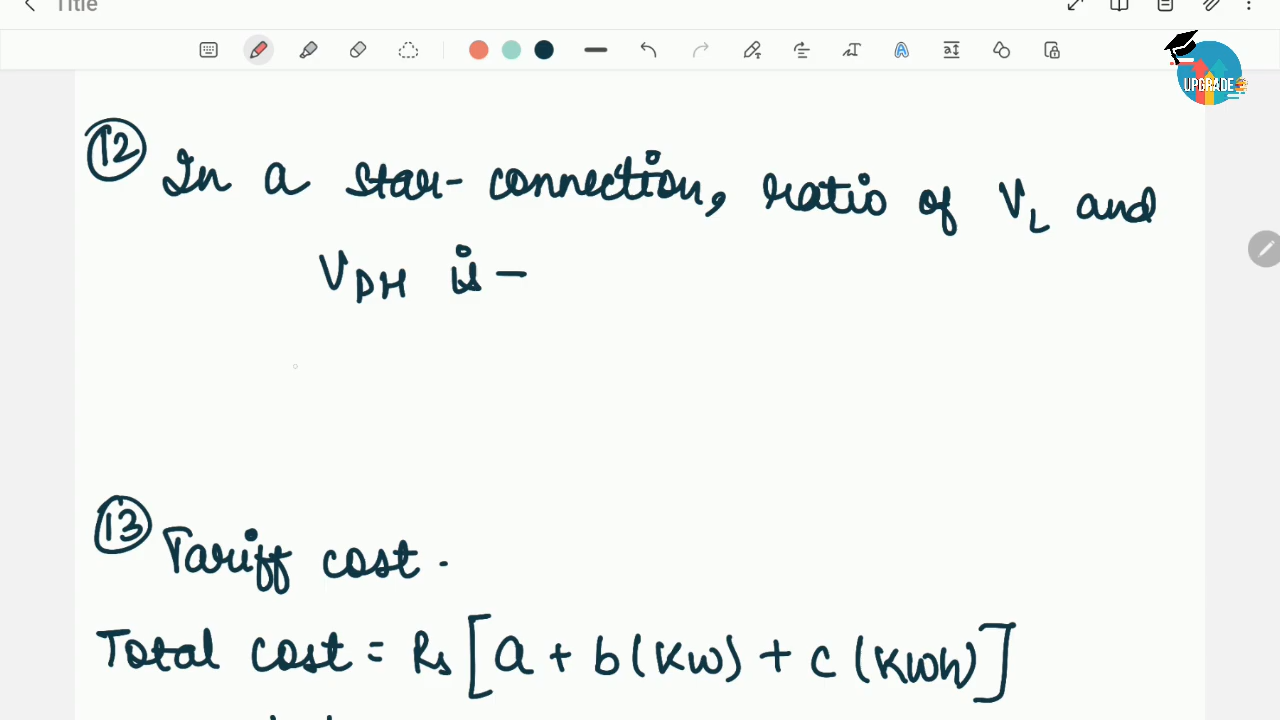 Title
UPGRADE
12 In a star-connection, ratio of VL and
VPH is -
13 Tariff cost.
Total cost = Rs [a + b(KW) + c (KWh)]